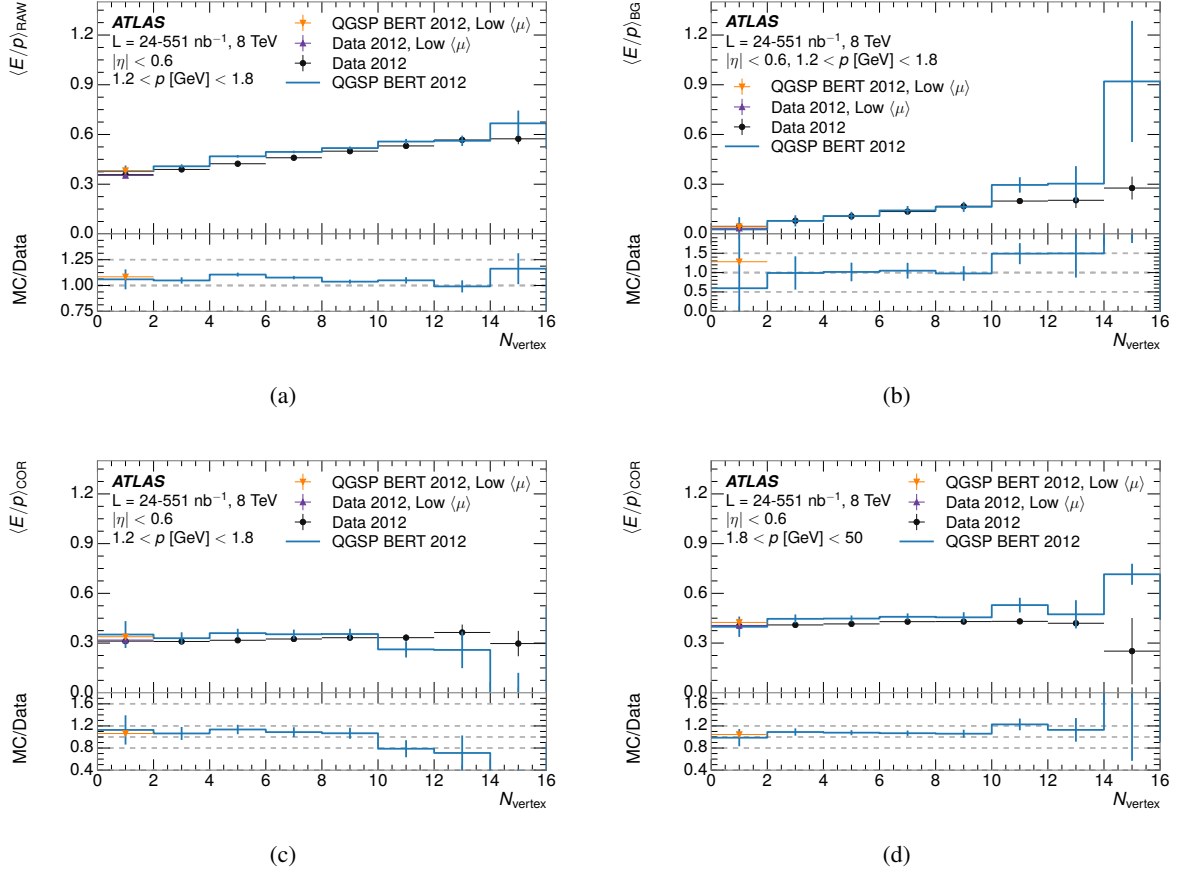 ⟨E/p⟩RAW
ATLAS
L = 24-551 nb⁻¹, 8 TeV
|η| < 0.6
1.2 < p [GeV] < 1.8
QGSP BERT 2012, Low ⟨μ⟩
Data 2012, Low ⟨μ⟩
Data 2012
QGSP BERT 2012
1.2
0.9
0.6
0.3
0.0
MC/Data
1.25
1.00
0.75
0 2 4 6 8 10 12 14 16
Nvertex
(a)
⟨E/p⟩BG
ATLAS
L = 24-551 nb⁻¹, 8 TeV
|η| < 0.6, 1.2 < p [GeV] < 1.8
QGSP BERT 2012, Low ⟨μ⟩
Data 2012, Low ⟨μ⟩
Data 2012
QGSP BERT 2012
1.2
0.9
0.6
0.3
0.0
MC/Data
1.5
1.0
0.5
0.0
0 2 4 6 8 10 12 14 16
Nvertex
(b)
⟨E/p⟩COR
ATLAS
L = 24-551 nb⁻¹, 8 TeV
|η| < 0.6
1.2 < p [GeV] < 1.8
QGSP BERT 2012, Low ⟨μ⟩
Data 2012, Low ⟨μ⟩
Data 2012
QGSP BERT 2012
1.2
0.9
0.6
0.3
0.0
MC/Data
1.6
1.2
0.8
0.4
0 2 4 6 8 10 12 14 16
Nvertex
(c)
⟨E/p⟩COR
ATLAS
L = 24-551 nb⁻¹, 8 TeV
|η| < 0.6
1.8 < p [GeV] < 50
QGSP BERT 2012, Low ⟨μ⟩
Data 2012, Low ⟨μ⟩
Data 2012
QGSP BERT 2012
1.2
0.9
0.6
0.3
0.0
MC/Data
1.6
1.2
0.8
0.4
0 2 4 6 8 10 12 14 16
Nvertex
(d)